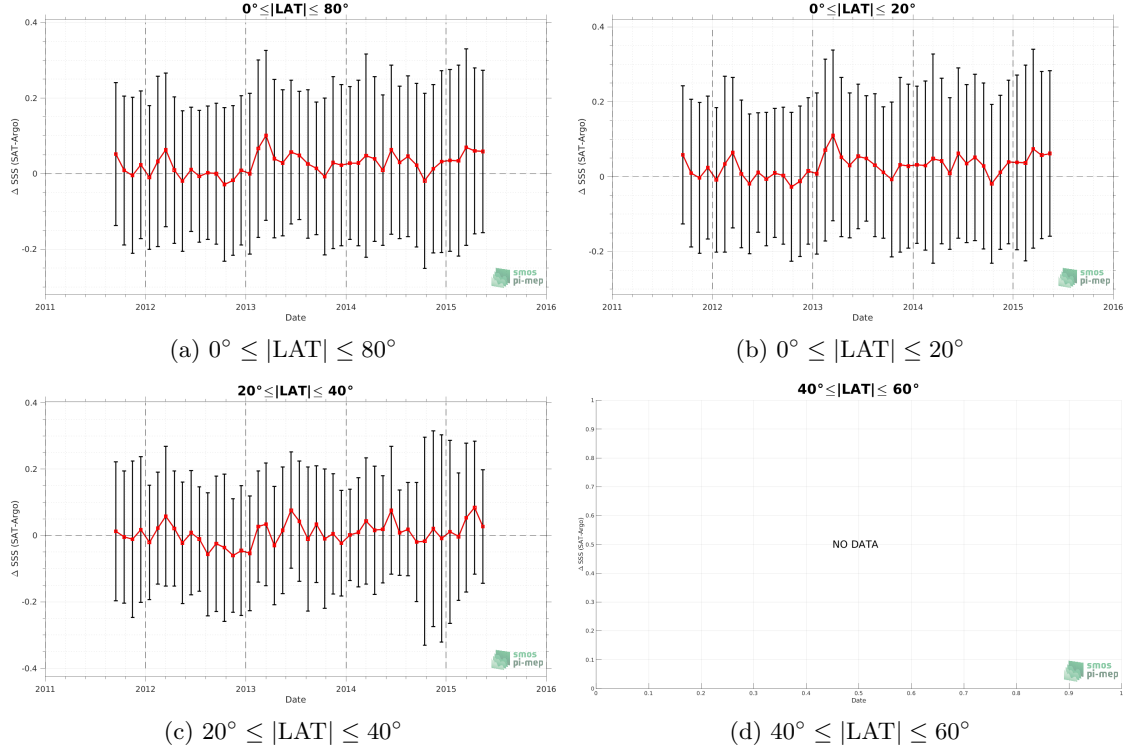 0°≤|LAT|≤ 80°
0.4
0.2
0
-0.2
Δ SSS (SAT-Argo)
2011 2012 2013 2014 2015 2016
Date
smos
pi-mep
(a) 0° ≤ |LAT| ≤ 80°
0°≤|LAT|≤ 20°
0.4
0.2
0
-0.2
Δ SSS (SAT-Argo)
2011 2012 2013 2014 2015 2016
Date
smos
pi-mep
(b) 0° ≤ |LAT| ≤ 20°
20°≤|LAT|≤ 40°
0.4
0.2
0
-0.2
-0.4
Δ SSS (SAT-Argo)
2011 2012 2013 2014 2015 2016
Date
smos
pi-mep
(c) 20° ≤ |LAT| ≤ 40°
40°≤|LAT|≤ 60°
1
0.9
0.8
0.7
0.6
0.5
0.4
0.3
0.2
0.1
0
Δ SSS (SAT-Argo)
NO DATA
0 0.1 0.2 0.3 0.4 0.5 0.6 0.7 0.8 0.9 1
Date
smos
pi-mep
(d) 40° ≤ |LAT| ≤ 60°